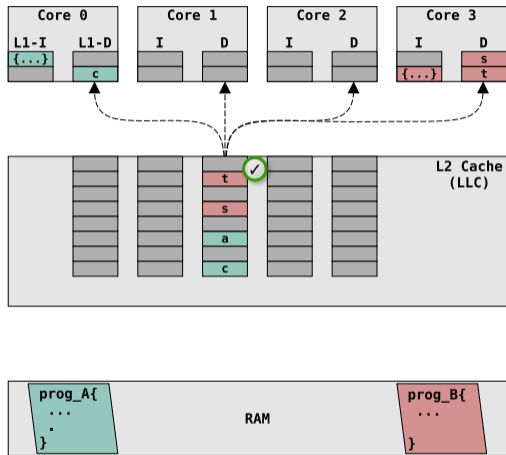 Core 0 Core 1 Core 2 Core 3
L1-I L1-D I D I D I D
{...} s
c {...} t
L2 Cache
(LLC)
t
s
a
c
prog_A{ prog_B{
... ...
. RAM
} }